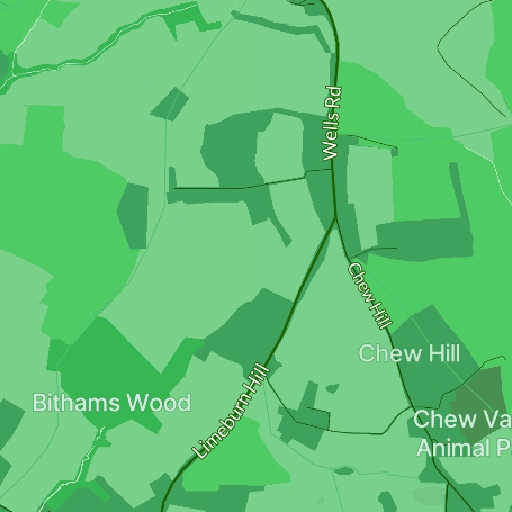 Wells Rd
Chew Hill
Chew Hill
Bithams Wood
Limeburn Hill
Chew Va
Animal P